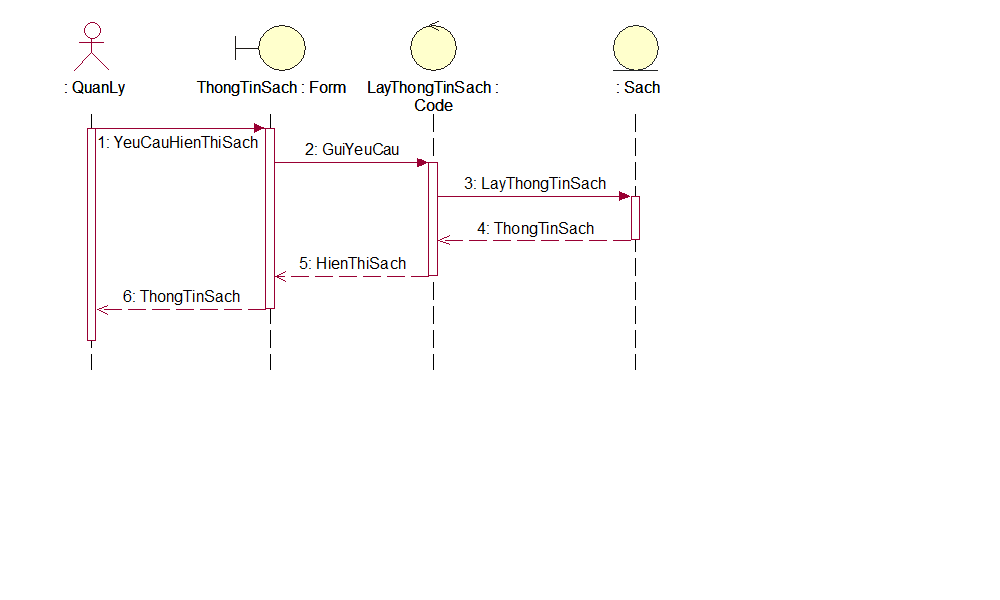 : QuanLy
ThongTinSach : Form
LayThongTinSach :
Code
: Sach
1: YeuCauHienThiSach
2: GuiYeuCau
3: LayThongTinSach
4: ThongTinSach
5: HienThiSach
6: ThongTinSach